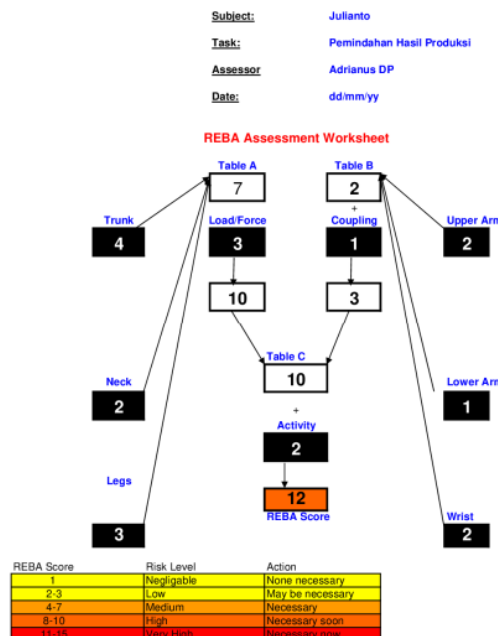 Subject: Julianto
Task: Pemindahan Hasil Produksi
Assessor Adrianus DP
Date: dd/mm/yy
REBA Assessment Worksheet
Table A Table B
7 2
+
Trunk Load/Force Coupling Upper Arm
4 3 1 2
10 3
Table C
10
Neck Lower Arm
2 1
+
Activity
2
Legs
12
REBA Score Wrist
3 2
REBA Score Risk Level Action
1 Negligable None necessary
2-3 Low May be necessary
4-7 Medium Necessary
8-10 High Necessary soon
11-15 Very High Necessary now